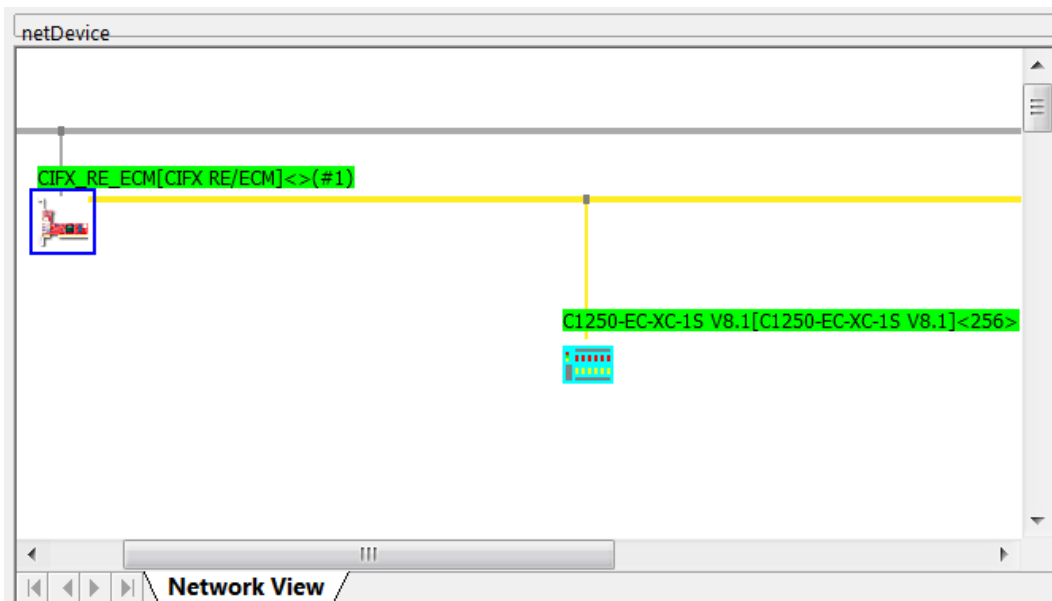 netDevice
CIFX_RE_ECM[CIFX RE/ECM]<>(#1)
C1250-EC-XC-1S V8.1[C1250-EC-XC-1S V8.1]<256>
Network View